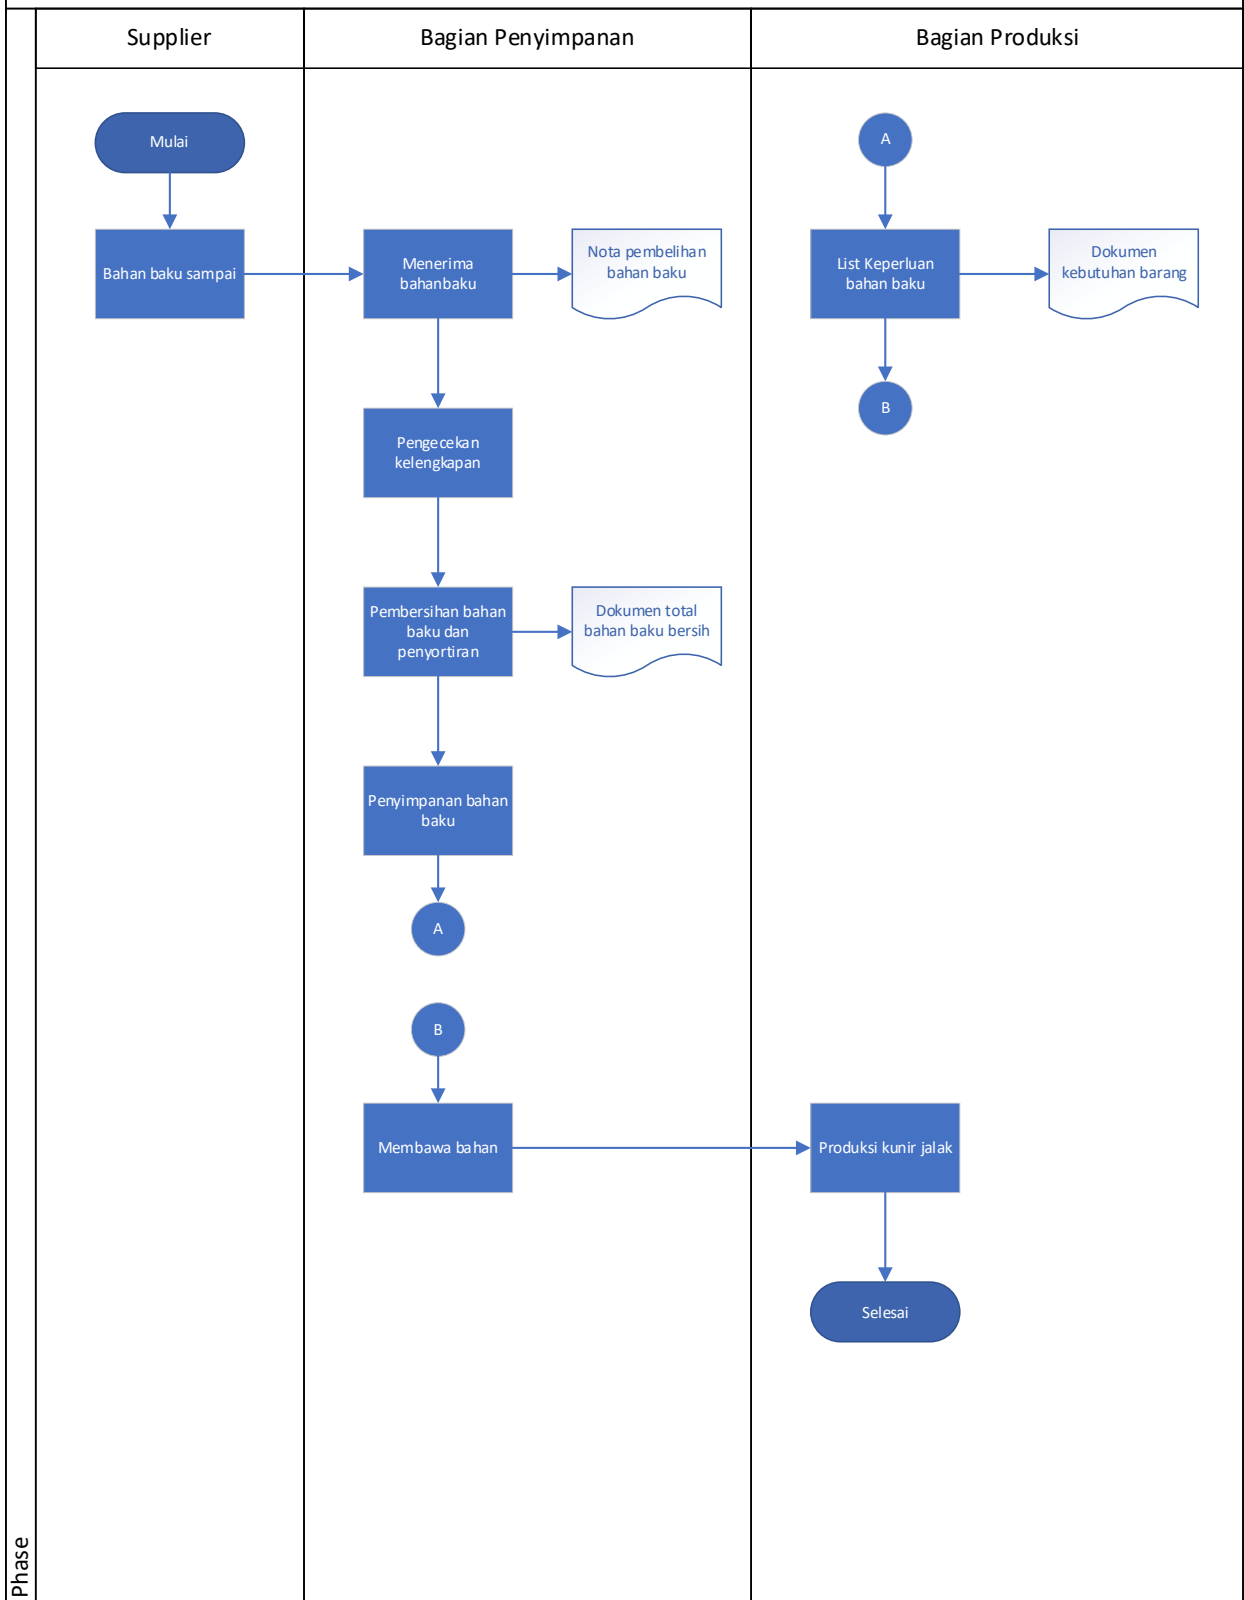 Supplier
Bagian Penyimpanan
Bagian Produksi
Mulai
A
Bahan baku sampai
Menerima
bahanbaku
Nota pembelihan
bahan baku
List Keperluan
bahan baku
Dokumen
kebutuhan barang
B
Pengecekan
kelengkapan
Pembersihan bahan
baku dan
penyortiran
Dokumen total
bahan baku bersih
Penyimpanan bahan
baku
A
B
Membawa bahan
Produksi kunir jalak
Selesai
Phase